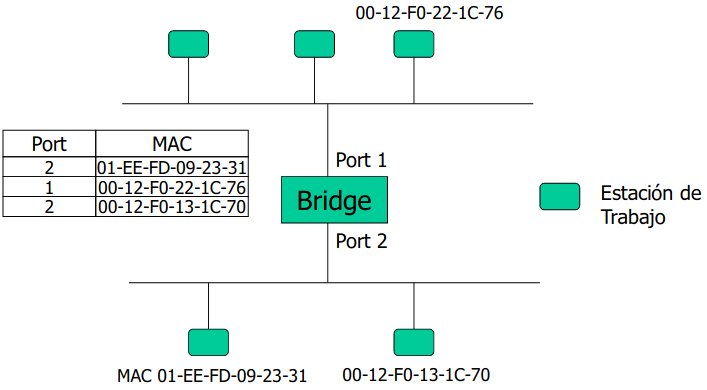 00-12-F0-22-1C-76
Port MAC
2 01-EE-FD-09-23-31
1 00-12-F0-22-1C-76
2 00-12-F0-13-1C-70
Port 1
Bridge
Port 2
Estación de
Trabajo
MAC 01-EE-FD-09-23-31
00-12-F0-13-1C-70